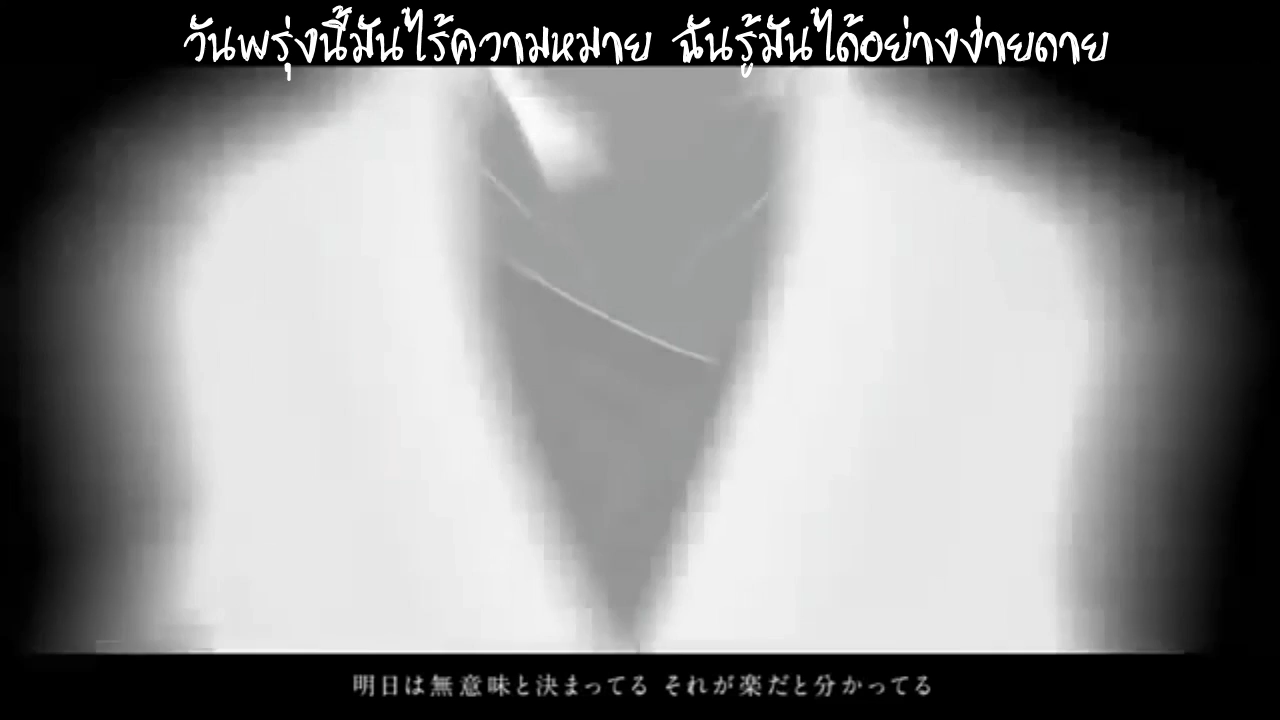 วันพรุ่งนี้มันไร้ความหมาย ฉันรู้มันได้อย่างง่ายดาย
明日は無意味と決まってる それが楽だと分かってる